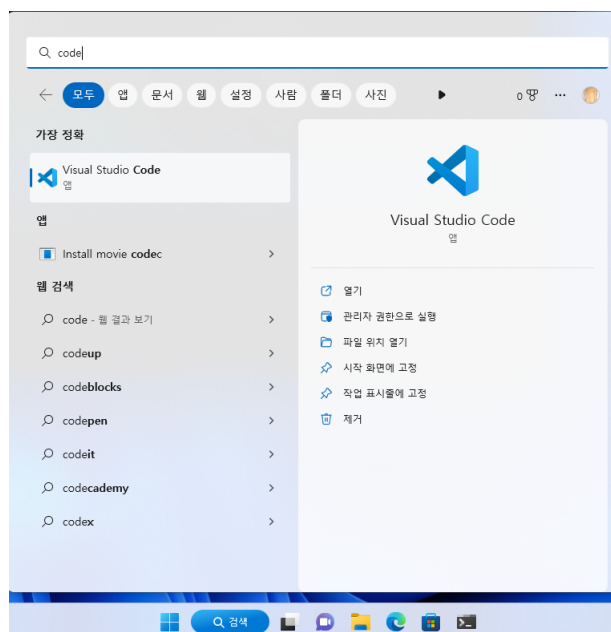 code
모두 앱 문서 웹 설정 사람 폴더 사진 0
가장 정확
Visual Studio Code
앱
앱
Install movie codec
웹 검색
code - 웹 결과 보기
codeup
codeblocks
codepen
codeit
codecademy
codex
Visual Studio Code
앱
열기
관리자 권한으로 실행
파일 위치 열기
시작 화면에 고정
작업 표시줄에 고정
제거
검색